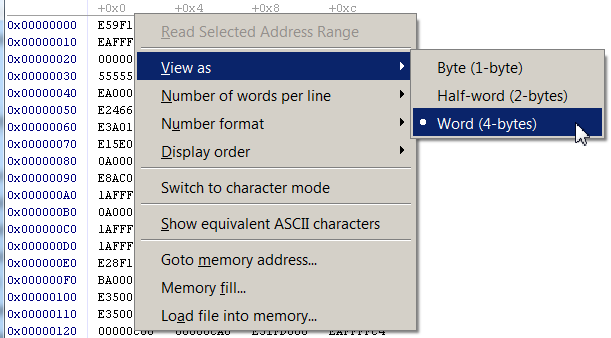 +0x0 +0x4 +0x8 +0xc
0x00000000 E59F1
0x00000010 EAFFF
0x00000020 00000
0x00000030 55555
0x00000040 EA000
0x00000050 E2466
0x00000060 E3A01
0x00000070 E15E0
0x00000080 0A000
0x00000090 E8AC0
0x000000A0 1AFFF
0x000000B0 0A000
0x000000C0 1AFFF
0x000000D0 1AFFF
0x000000E0 E28F1
0x000000F0 BA000
0x00000100 E3500
0x00000110 E3500
0x00000120
Read Selected Address Range
View as
Number of words per line
Number format
Display order
Switch to character mode
Show equivalent ASCII characters
Goto memory address...
Memory fill...
Load file into memory...
Byte (1-byte)
Half-word (2-bytes)
Word (4-bytes)